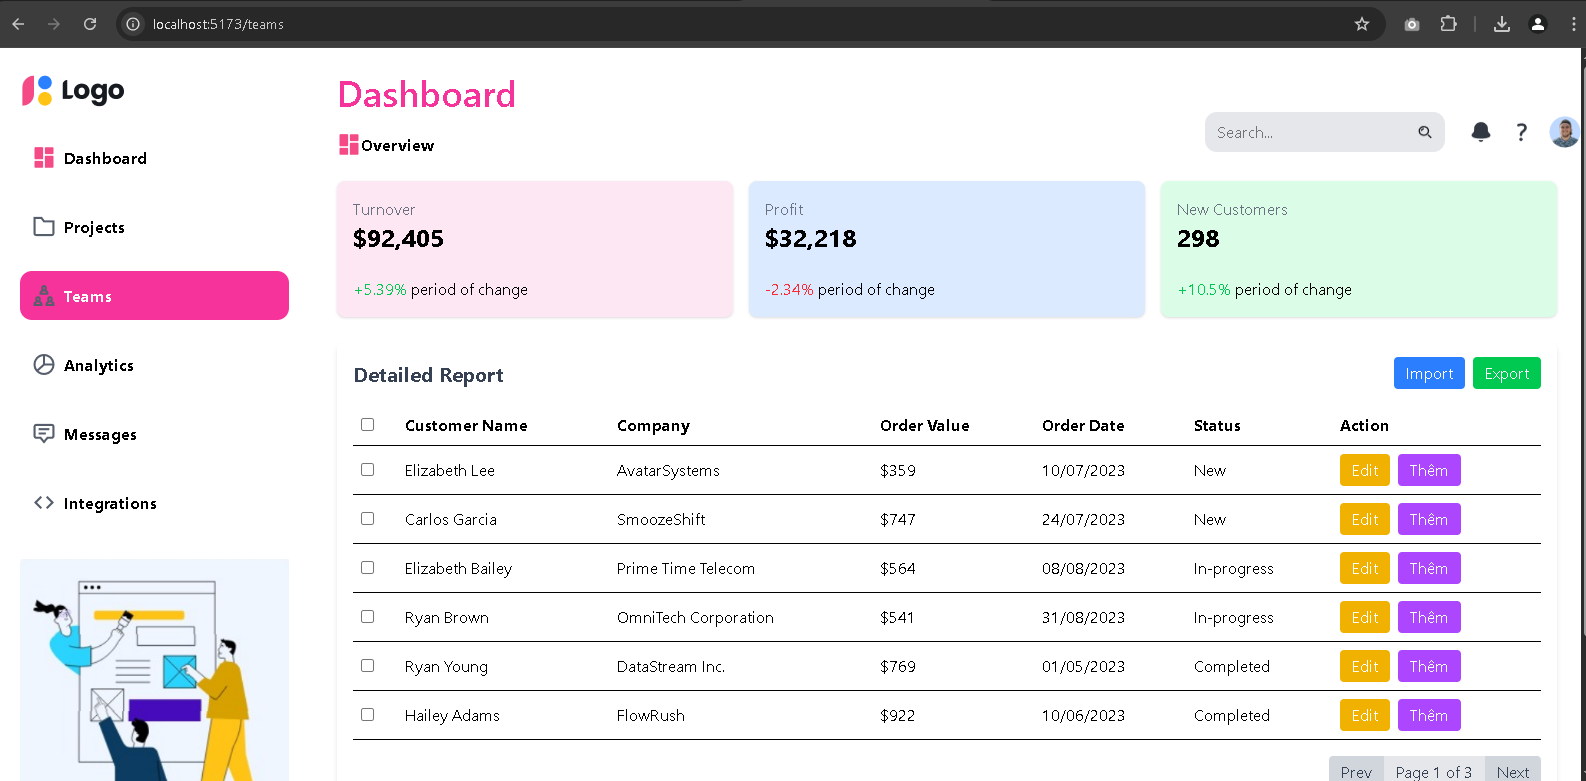 localhost:5173/teams
Logo
Dashboard
Projects
Teams
Analytics
Messages
Integrations
Dashboard
Overview
Search...
Turnover
$92,405
+5.39% period of change
Profit
$32,218
-2.34% period of change
New Customers
298
+10.5% period of change
Detailed Report
Import Export
Customer Name Company Order Value Order Date Status Action
Elizabeth Lee AvatarSystems $359 10/07/2023 New Edit Thêm
Carlos Garcia SmoozeShift $747 24/07/2023 New Edit Thêm
Elizabeth Bailey Prime Time Telecom $564 08/08/2023 In-progress Edit Thêm
Ryan Brown OmniTech Corporation $541 31/08/2023 In-progress Edit Thêm
Ryan Young DataStream Inc. $769 01/05/2023 Completed Edit Thêm
Hailey Adams FlowRush $922 10/06/2023 Completed Edit Thêm
Prev Page 1 of 3 Next